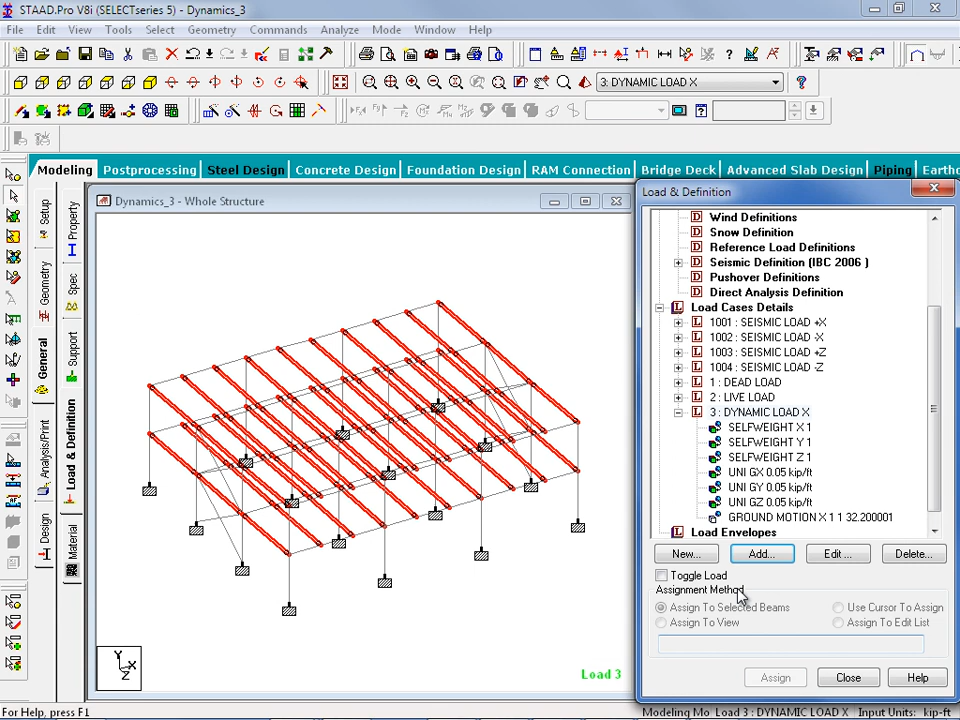 STAAD.Pro V8i (SELECTseries 5) - Dynamics_3
File Edit View Tools Select Geometry Commands Analyze Mode Window Help
3: DYNAMIC LOAD X
Modeling Postprocessing Steel Design Concrete Design Foundation Design RAM Connection Bridge Deck Advanced Slab Design Piping Earth
Setup
Geometry
General
Analysis/Print
Design
Property
Spec
Support
Load & Definition
Material
Dynamics_3 - Whole Structure
Y
X
Z
Load 3
Load & Definition
Wind Definitions
Snow Definition
Reference Load Definitions
Seismic Definition (IBC 2006 )
Pushover Definitions
Direct Analysis Definition
Load Cases Details
1001 : SEISMIC LOAD +X
1002 : SEISMIC LOAD -X
1003 : SEISMIC LOAD +Z
1004 : SEISMIC LOAD -Z
1 : DEAD LOAD
2 : LIVE LOAD
3 : DYNAMIC LOAD X
SELFWEIGHT X 1
SELFWEIGHT Y 1
SELFWEIGHT Z 1
UNI GX 0.05 kip/ft
UNI GY 0.05 kip/ft
UNI GZ 0.05 kip/ft
GROUND MOTION X 1 1 32.200001
Load Envelopes
New... Add... Edit ... Delete...
Toggle Load
Assignment Method
Assign To Selected Beams Use Cursor To Assign
Assign To View Assign To Edit List
Assign Close Help
For Help, press F1 Modeling Mo Load 3 : DYNAMIC LOAD X Input Units: kip-ft